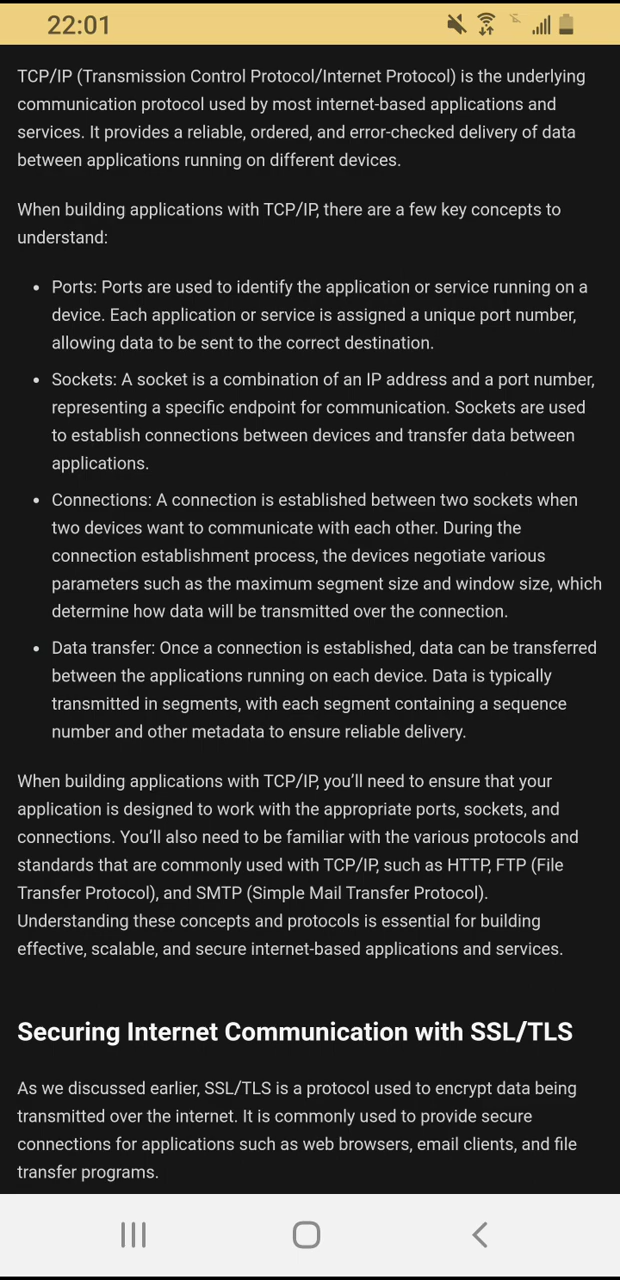 22:01
TCP/IP (Transmission Control Protocol/Internet Protocol) is the underlying
communication protocol used by most internet-based applications and
services. It provides a reliable, ordered, and error-checked delivery of data
between applications running on different devices.
When building applications with TCP/IP, there are a few key concepts to
understand:
• Ports: Ports are used to identify the application or service running on a
device. Each application or service is assigned a unique port number,
allowing data to be sent to the correct destination.
• Sockets: A socket is a combination of an IP address and a port number,
representing a specific endpoint for communication. Sockets are used
to establish connections between devices and transfer data between
applications.
• Connections: A connection is established between two sockets when
two devices want to communicate with each other. During the
connection establishment process, the devices negotiate various
parameters such as the maximum segment size and window size, which
determine how data will be transmitted over the connection.
• Data transfer: Once a connection is established, data can be transferred
between the applications running on each device. Data is typically
transmitted in segments, with each segment containing a sequence
number and other metadata to ensure reliable delivery.
When building applications with TCP/IP, you’ll need to ensure that your
application is designed to work with the appropriate ports, sockets, and
connections. You’ll also need to be familiar with the various protocols and
standards that are commonly used with TCP/IP, such as HTTP, FTP (File
Transfer Protocol), and SMTP (Simple Mail Transfer Protocol).
Understanding these concepts and protocols is essential for building
effective, scalable, and secure internet-based applications and services.
Securing Internet Communication with SSL/TLS
As we discussed earlier, SSL/TLS is a protocol used to encrypt data being
transmitted over the internet. It is commonly used to provide secure
connections for applications such as web browsers, email clients, and file
transfer programs.